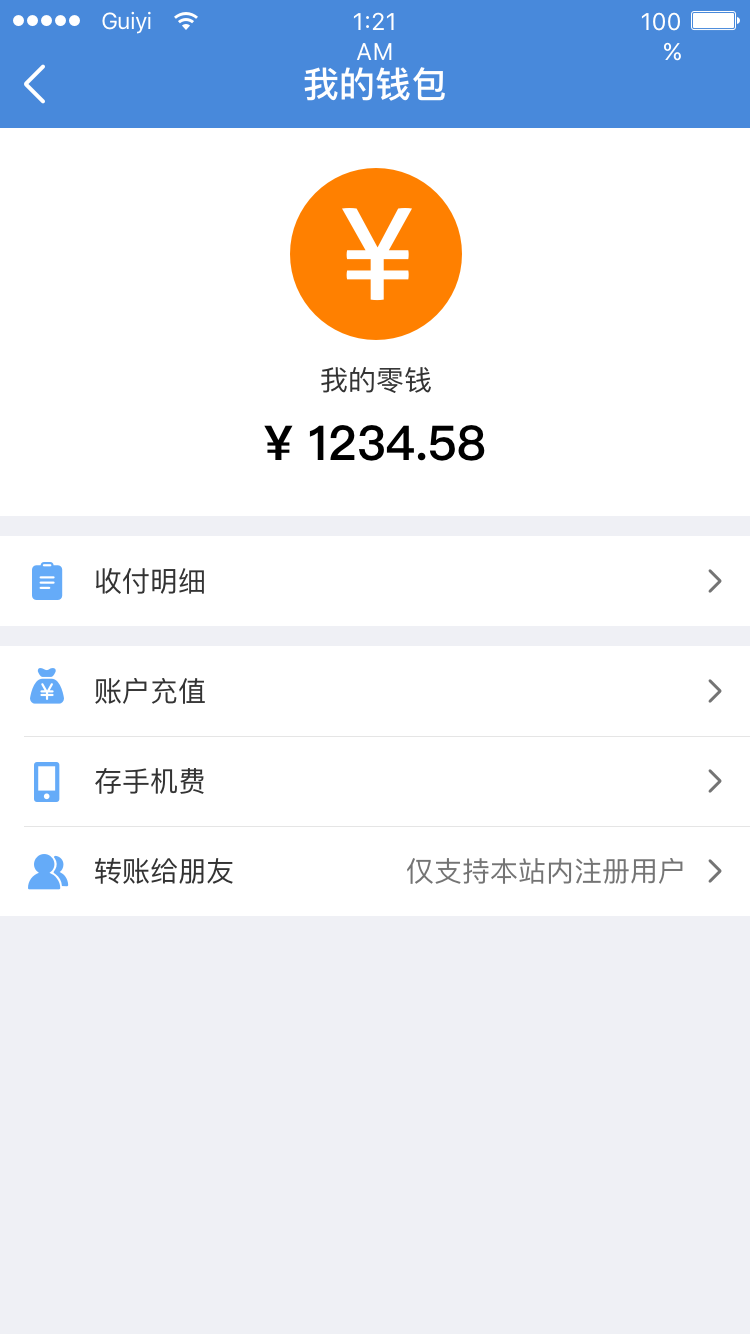 Guiyi
1:21
AM
100
%
我的钱包
¥
我的零钱
¥ 1234.58
收付明细
¥
账户充值
存手机费
转账给朋友 仅支持本站内注册用户